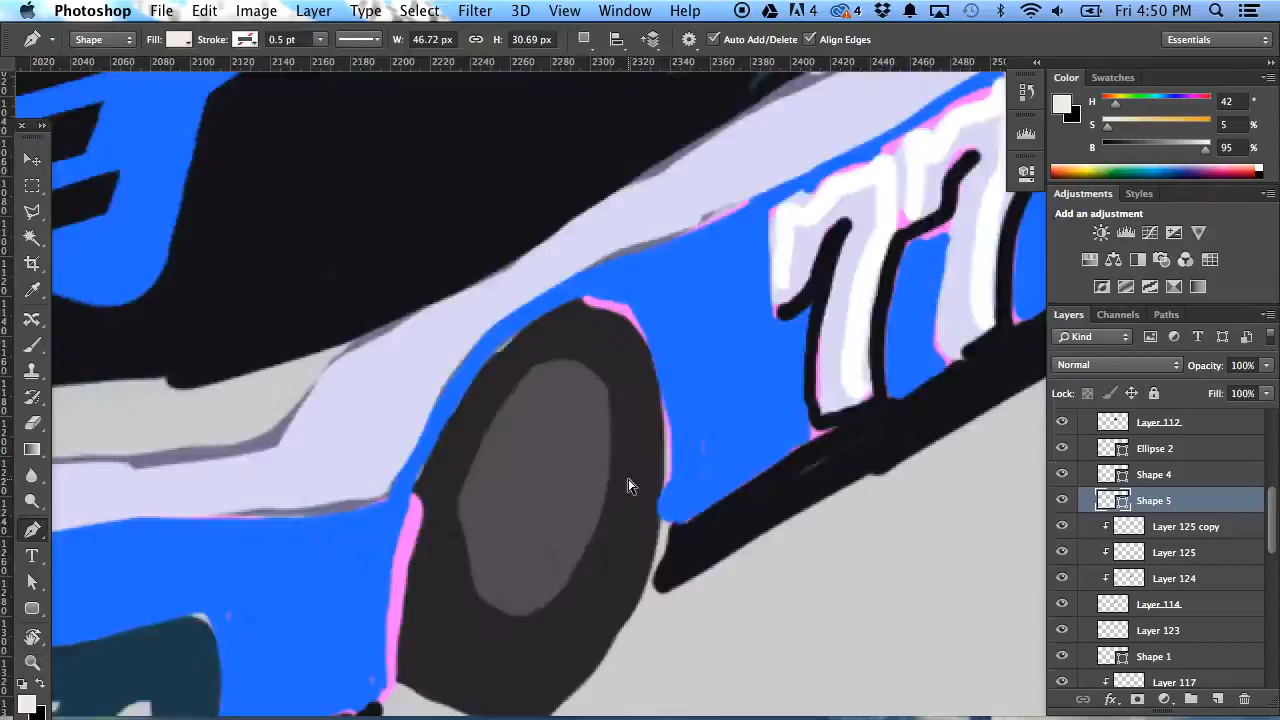 Photoshop File Edit Image Layer Type Select Filter 3D View Window Help 4 4 Fri 4:50 PM
Shape Fill: Stroke: 0.5 pt W: 46.72 px H: 30.69 px Auto Add/Delete Align Edges Essentials
2020 2040 2060 2080 2100 2120 2140 2160 2180 2200 2220 2240 2260 2280 2300 2320 2340 2360 2380 2400 2420 2440 2460 2480
Color Swatches
H 42 °
S 5 %
B 95 %
Adjustments Styles
Add an adjustment
Layers Channels Paths
Kind
Normal Opacity: 100%
Lock: Fill: 100%
Layer 112
Ellipse 2
Shape 4
Shape 5
Layer 125 copy
Layer 125
Layer 124
Layer 114
Layer 123
Shape 1
Layer 117
fx